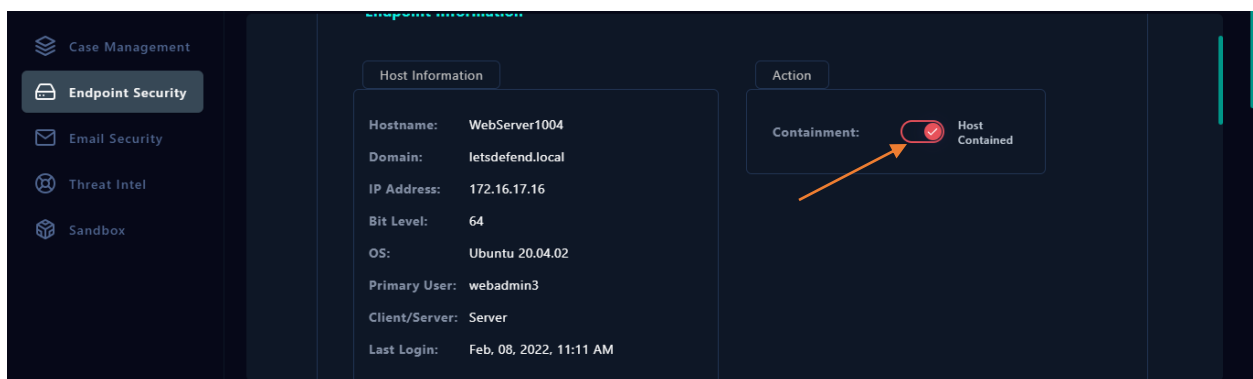 Endpoint Information
Case Management
Endpoint Security
Email Security
Threat Intel
Sandbox
Host Information
Hostname: WebServer1004
Domain: letsdefend.local
IP Address: 172.16.17.16
Bit Level: 64
OS: Ubuntu 20.04.02
Primary User: webadmin3
Client/Server: Server
Last Login: Feb, 08, 2022, 11:11 AM
Action
Containment:
Host
Contained